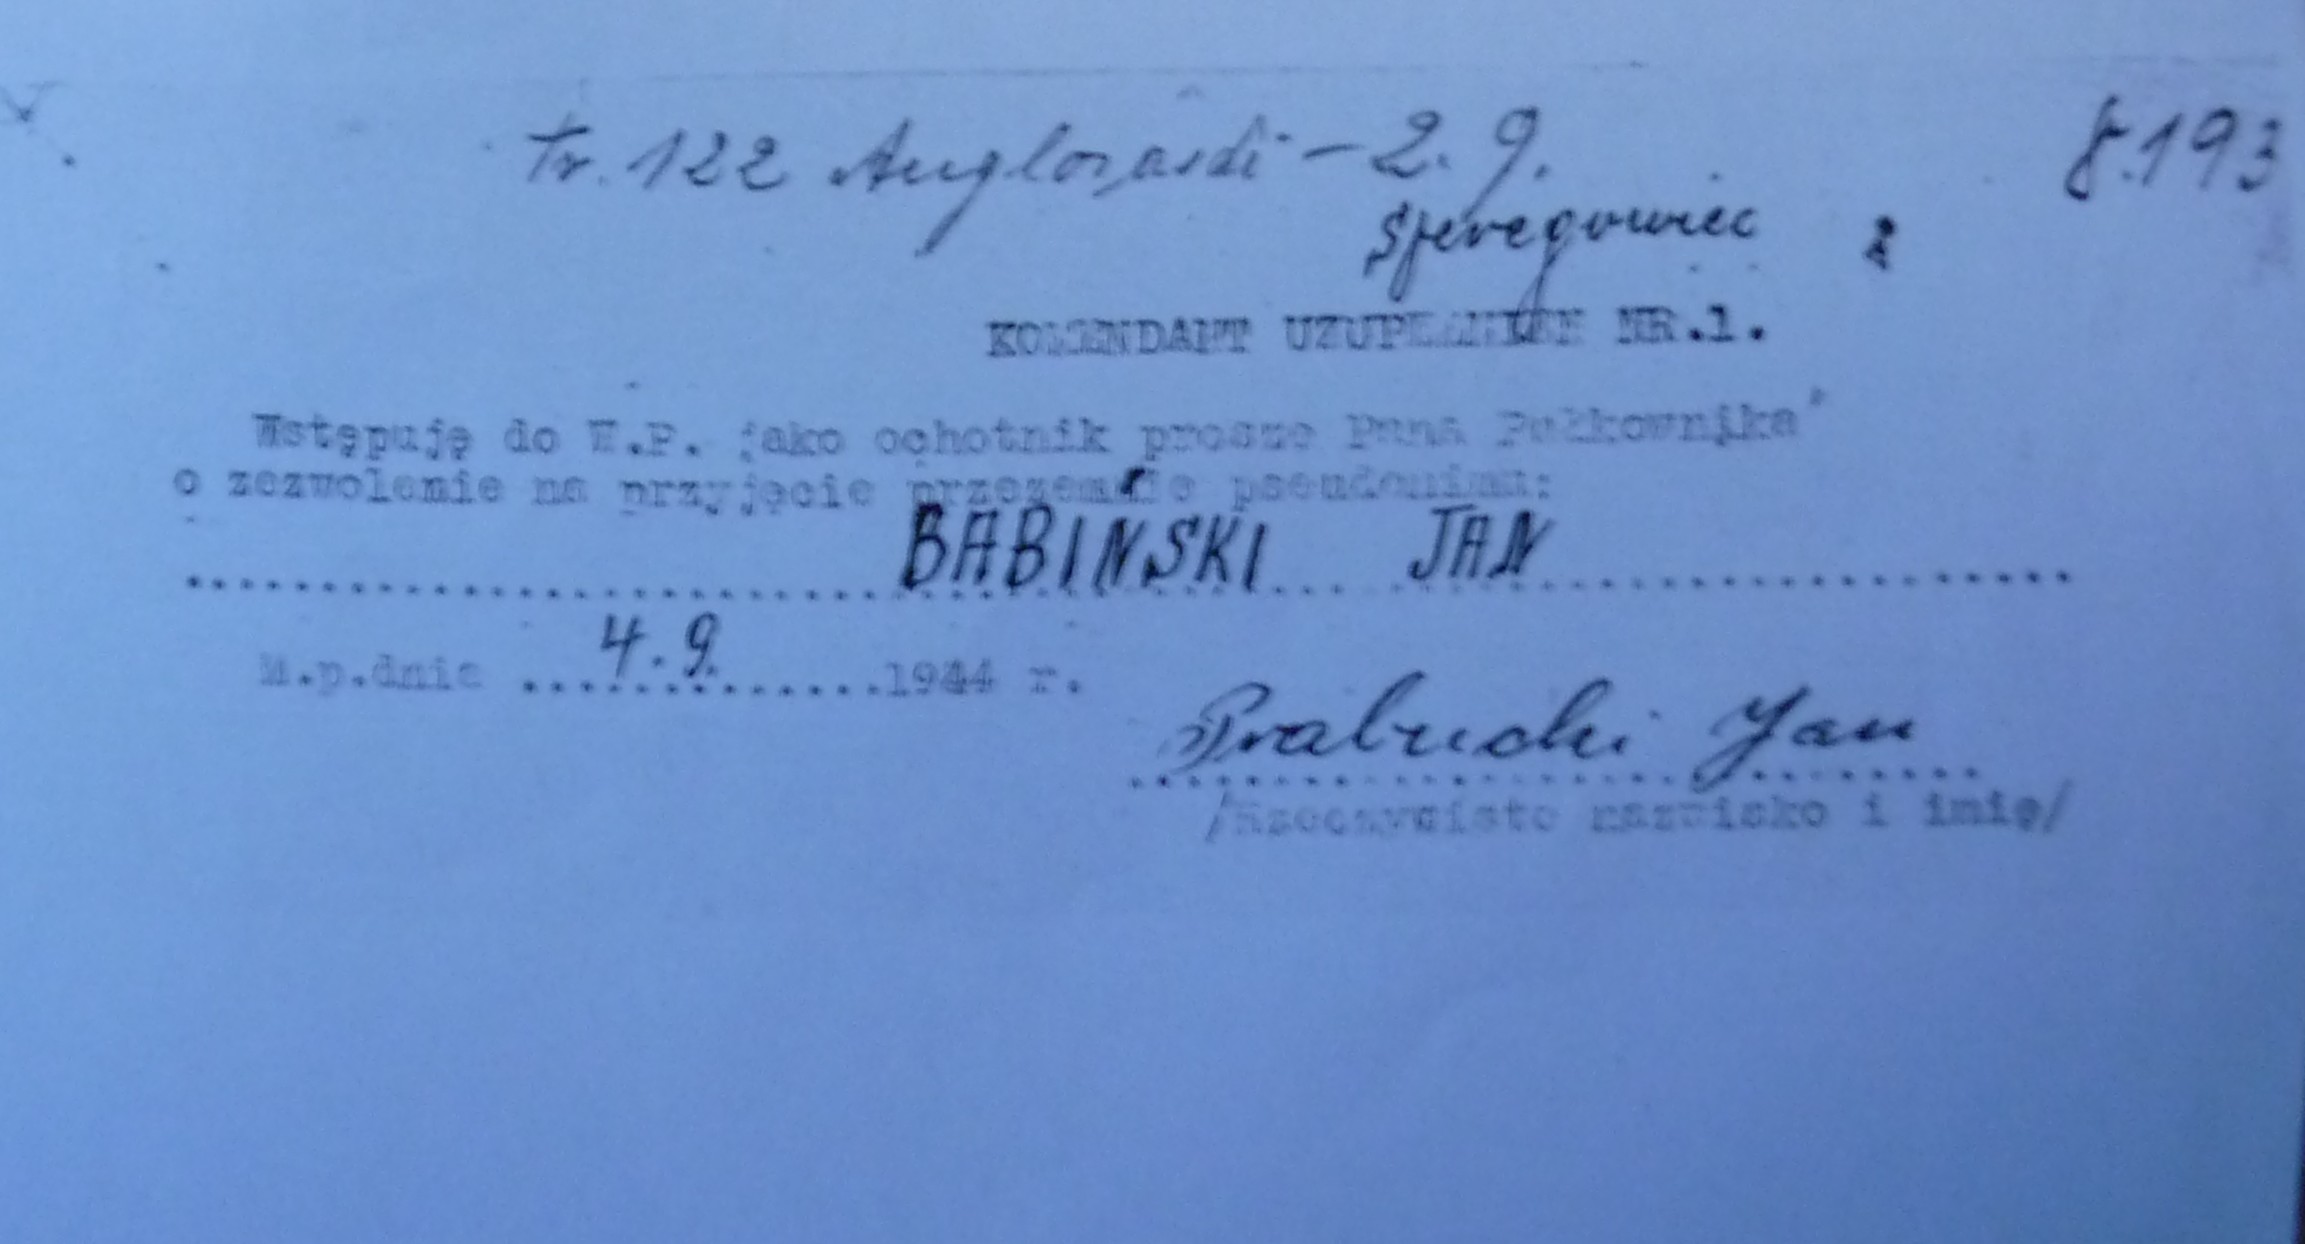 Tr. 122 – 2. 9. 8.193
Szeregowiec
KOMENDANT UZUPEŁNIEŃ NR.1.
Wstępuję do W.P. jako ochotnik proszę Pana Pułkownika
o zezwolenie na przyjęcie przezemnie pseudonimu:
BABINSKI JAN
M.p.dnia 4.9. 1944 r.
Prabucki Jan
/Rzeczywiste nazwisko i imię/